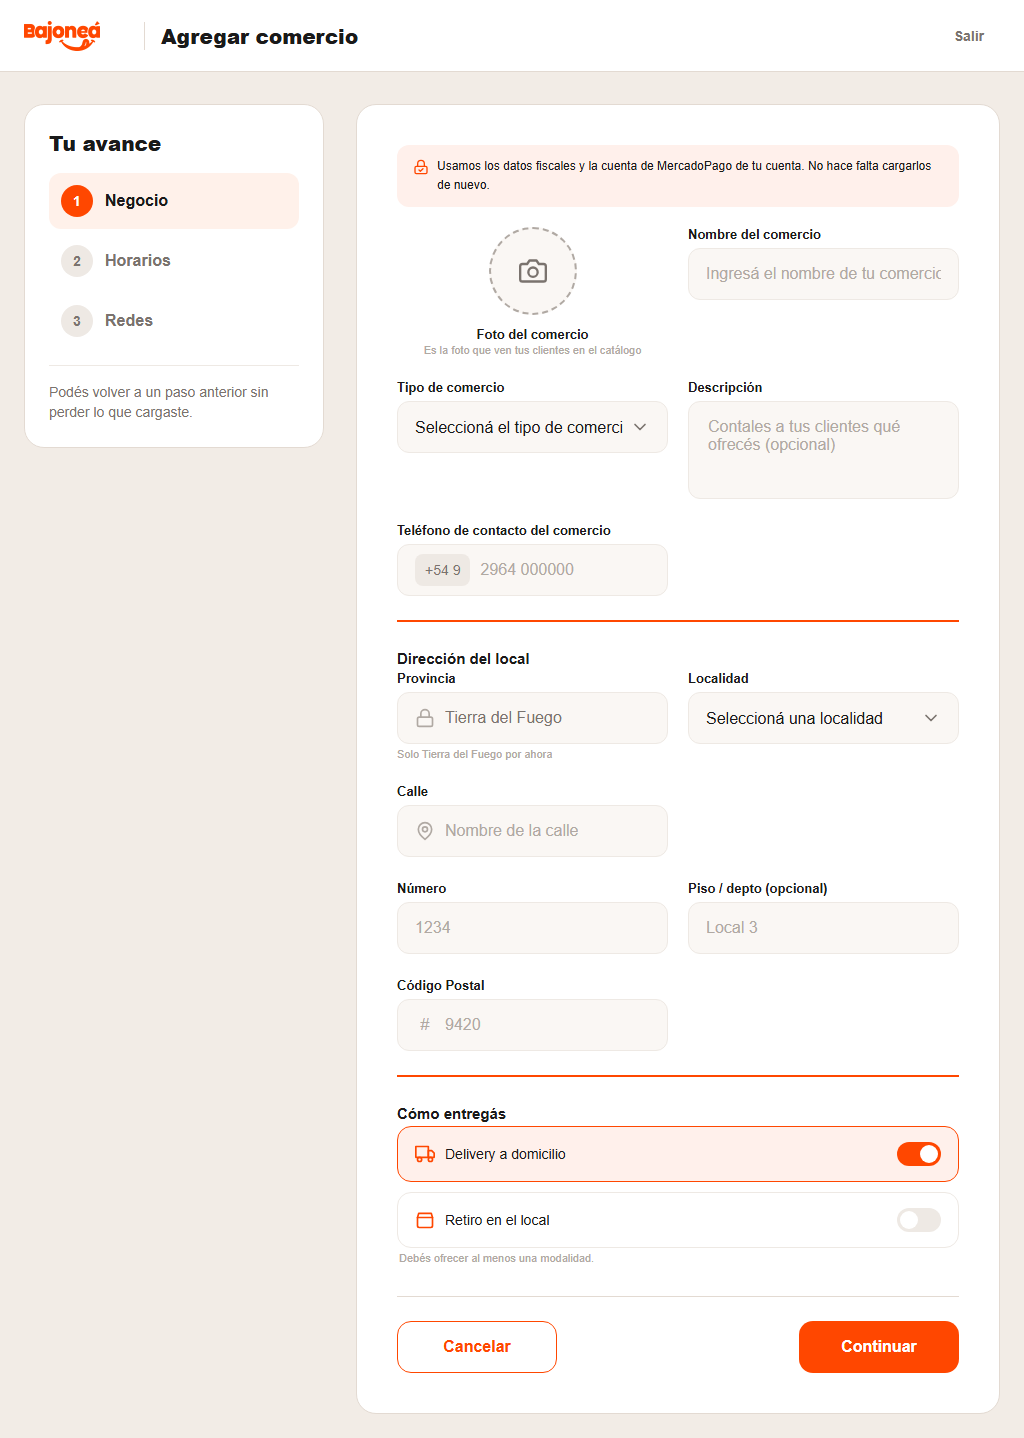 Bajoneá
Agregar comercio
Salir
Tu avance
1 Negocio
2 Horarios
3 Redes
Podés volver a un paso anterior sin
perder lo que cargaste.
Usamos los datos fiscales y la cuenta de MercadoPago de tu cuenta. No hace falta cargarlos
de nuevo.
Foto del comercio
Es la foto que ven tus clientes en el catálogo
Nombre del comercio
Ingresá el nombre de tu comercio
Tipo de comercio
Seleccioná el tipo de comerci
Descripción
Contales a tus clientes qué
ofrecés (opcional)
Teléfono de contacto del comercio
+54 9 2964 000000
Dirección del local
Provincia
Tierra del Fuego
Solo Tierra del Fuego por ahora
Localidad
Seleccioná una localidad
Calle
Nombre de la calle
Número
1234
Piso / depto (opcional)
Local 3
Código Postal
# 9420
Cómo entregás
Delivery a domicilio
Retiro en el local
Debés ofrecer al menos una modalidad.
Cancelar
Continuar